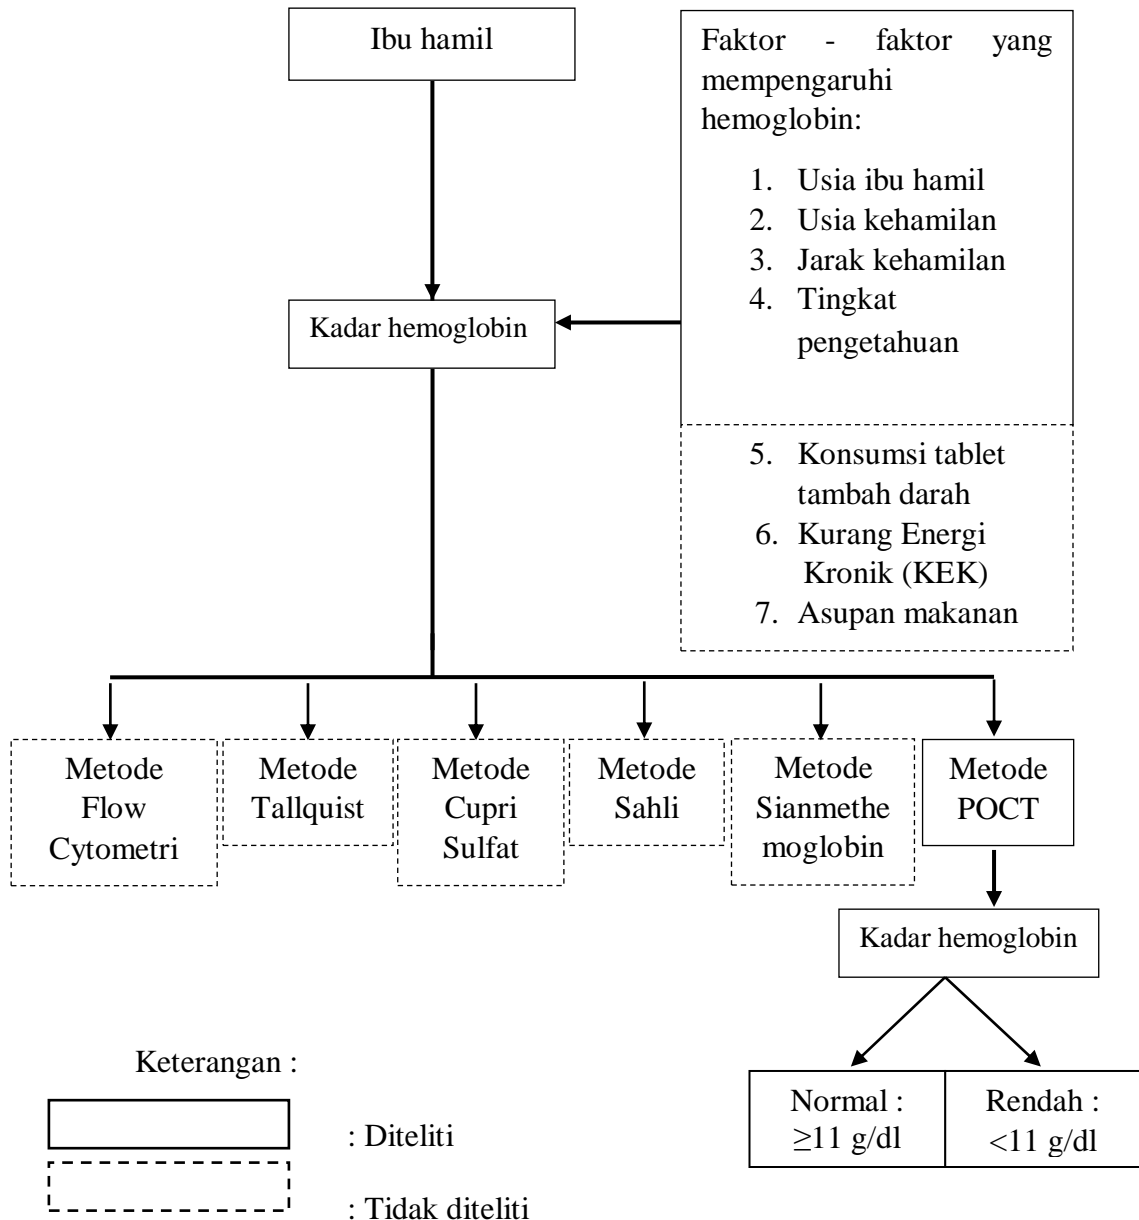 Ibu hamil
Faktor - faktor yang
mempengaruhi
hemoglobin:
1. Usia ibu hamil
2. Usia kehamilan
3. Jarak kehamilan
4. Tingkat
pengetahuan
Kadar hemoglobin
5. Konsumsi tablet
tambah darah
6. Kurang Energi
Kronik (KEK)
7. Asupan makanan
Metode
Flow
Cytometri
Metode
Tallquist
Metode
Cupri
Sulfat
Metode
Sahli
Metode
Sianmethe
moglobin
Metode
POCT
Kadar hemoglobin
Normal :
≥11 g/dl
Rendah :
<11 g/dl
Keterangan :
: Diteliti
: Tidak diteliti